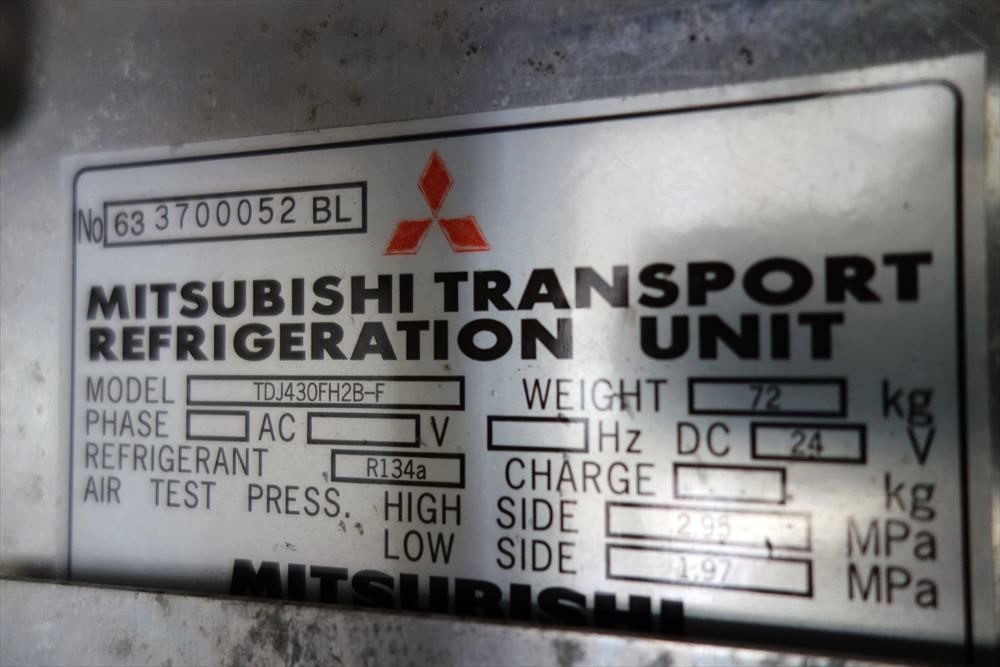 No 63 3700052 BL
MITSUBISHI TRANSPORT
REFRIGERATION UNIT
MODEL TDJ430FH2B-F WEIGHT 72 kg
PHASE AC V Hz DC 24 V
REFRIGERANT R134a CHARGE kg
AIR TEST PRESS. HIGH SIDE 2.95 MPa
LOW SIDE 1.97 MPa
MITSUBISHI